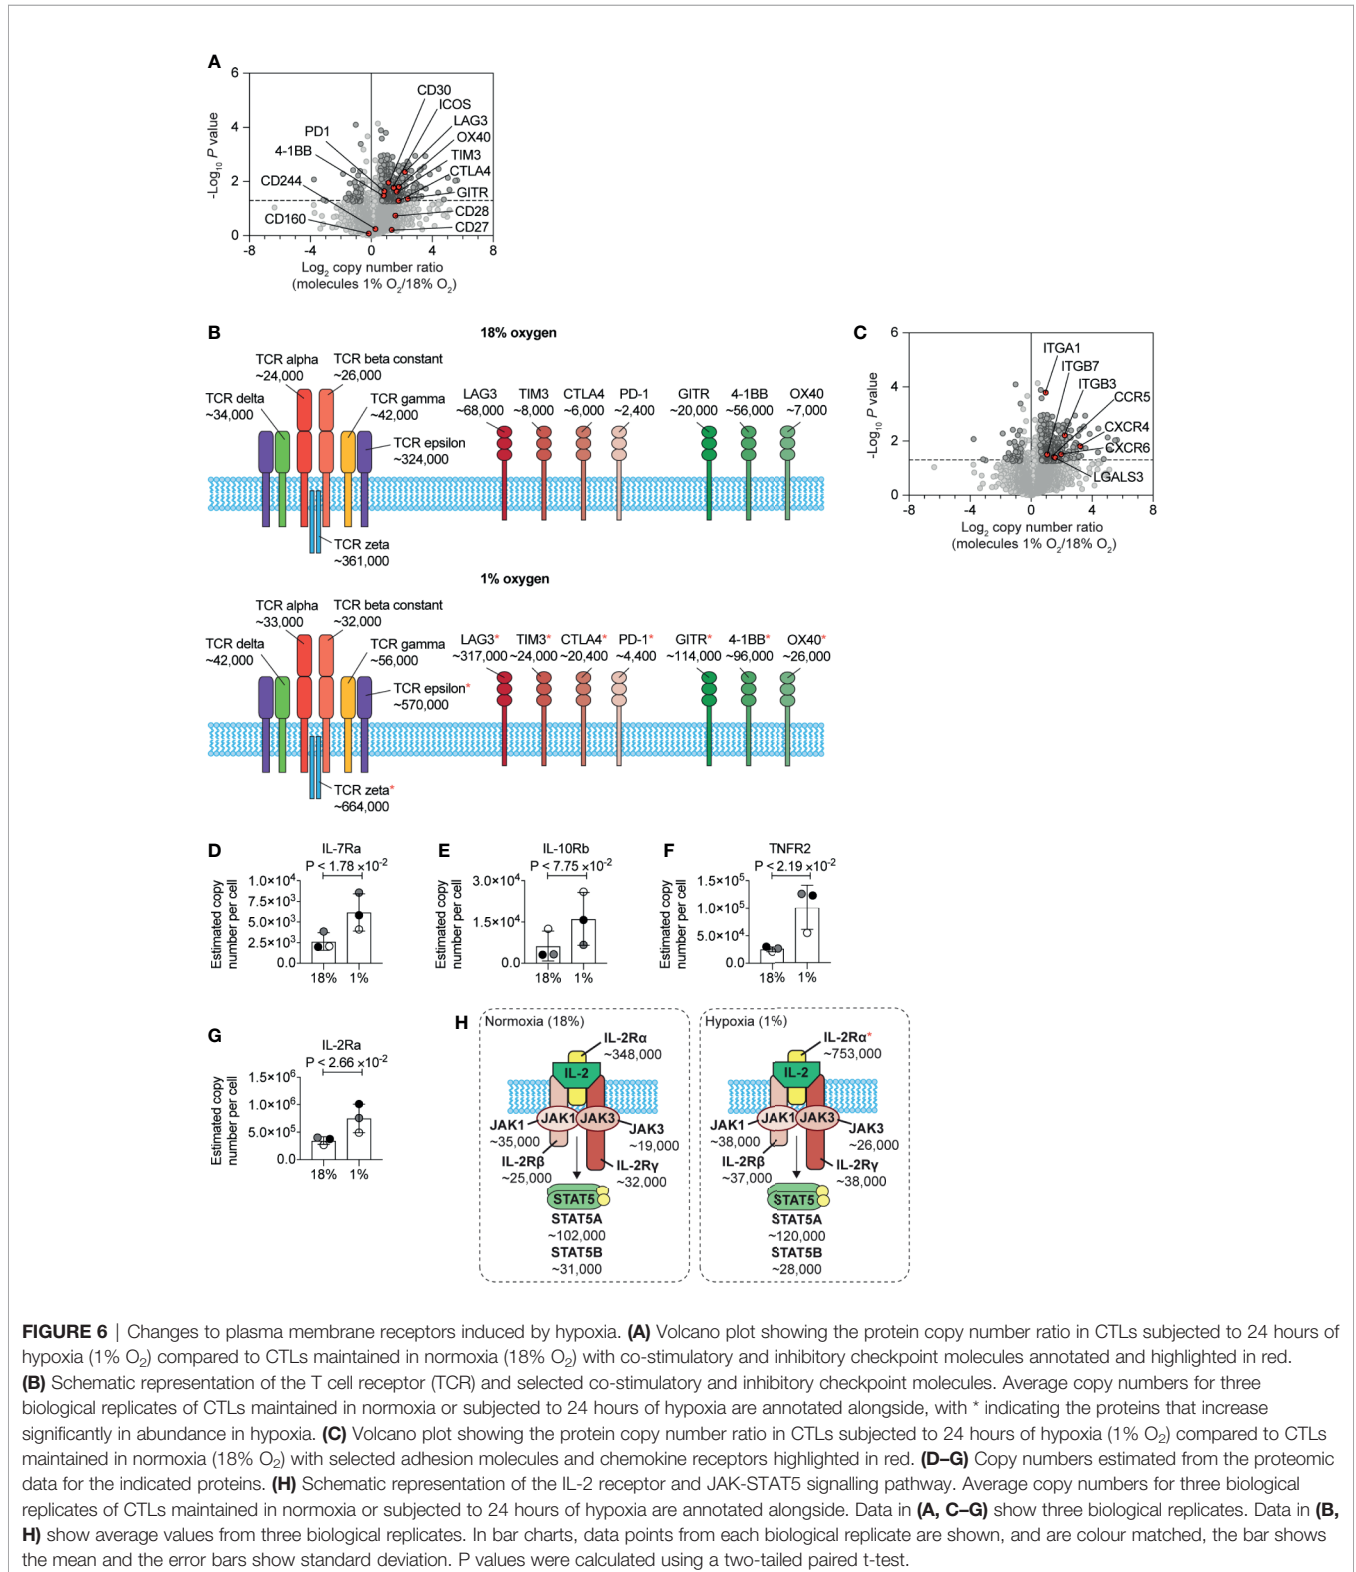 A
6
4
2
0
-Log10 P value
-8
-4
0
4
8
Log2 copy number ratio
(molecules 1% O2/18% O2)
CD30
ICOS
LAG3
OX40
TIM3
CTLA4
GITR
CD28
CD27
PD1
4-1BB
CD244
CD160
B
18% oxygen
TCR alpha
~24,000
TCR beta constant
~26,000
TCR delta
~34,000
TCR gamma
~42,000
TCR epsilon
~324,000
TCR zeta
~361,000
LAG3
~68,000
TIM3
~8,000
CTLA4
~6,000
PD-1
~2,400
GITR
~20,000
4-1BB
~56,000
OX40
~7,000
1% oxygen
TCR alpha
~33,000
TCR beta constant
~32,000
TCR delta
~42,000
TCR gamma
~56,000
TCR epsilon*
~570,000
TCR zeta*
~664,000
LAG3*
~317,000
TIM3*
~24,000
CTLA4*
~20,400
PD-1*
~4,400
GITR*
~114,000
4-1BB*
~96,000
OX40*
~26,000
C
6
4
2
0
-Log10 P value
-8
-4
0
4
8
Log2 copy number ratio
(molecules 1% O2/18% O2)
ITGA1
ITGB7
ITGB3
CCR5
CXCR4
CXCR6
LGALS3
D
IL-7Ra
P < 1.78 ×10-2
Estimated copy
number per cell
1.0×104
7.5×103
5.0×103
2.5×103
0.0
18%
1%
E
IL-10Rb
P < 7.75 ×10-2
Estimated copy
number per cell
3.0×104
1.5×104
0.0
18%
1%
F
TNFR2
P < 2.19 ×10-2
Estimated copy
number per cell
1.5×105
1.0×105
5.0×104
0.0
18%
1%
G
IL-2Ra
P < 2.66 ×10-2
Estimated copy
number per cell
1.5×106
1.0×106
5.0×105
0.0
18%
1%
H
Normoxia (18%)
IL-2Rα
~348,000
IL-2
JAK1
JAK3
JAK1
~35,000
JAK3
~19,000
IL-2Rβ
~25,000
IL-2Rγ
~32,000
STAT5
STAT5A
~102,000
STAT5B
~31,000
Hypoxia (1%)
IL-2Rα*
~753,000
IL-2
JAK1
JAK3
JAK1
~38,000
JAK3
~26,000
IL-2Rβ
~37,000
IL-2Rγ
~38,000
STAT5
STAT5A
~120,000
STAT5B
~28,000
FIGURE 6 | Changes to plasma membrane receptors induced by hypoxia. (A) Volcano plot showing the protein copy number ratio in CTLs subjected to 24 hours of
hypoxia (1% O2) compared to CTLs maintained in normoxia (18% O2) with co-stimulatory and inhibitory checkpoint molecules annotated and highlighted in red.
(B) Schematic representation of the T cell receptor (TCR) and selected co-stimulatory and inhibitory checkpoint molecules. Average copy numbers for three
biological replicates of CTLs maintained in normoxia or subjected to 24 hours of hypoxia are annotated alongside, with * indicating the proteins that increase
significantly in abundance in hypoxia. (C) Volcano plot showing the protein copy number ratio in CTLs subjected to 24 hours of hypoxia (1% O2) compared to CTLs
maintained in normoxia (18% O2) with selected adhesion molecules and chemokine receptors highlighted in red. (D–G) Copy numbers estimated from the proteomic
data for the indicated proteins. (H) Schematic representation of the IL-2 receptor and JAK-STAT5 signalling pathway. Average copy numbers for three biological
replicates of CTLs maintained in normoxia or subjected to 24 hours of hypoxia are annotated alongside. Data in (A, C–G) show three biological replicates. Data in (B,
H) show average values from three biological replicates. In bar charts, data points from each biological replicate are shown, and are colour matched, the bar shows
the mean and the error bars show standard deviation. P values were calculated using a two-tailed paired t-test.